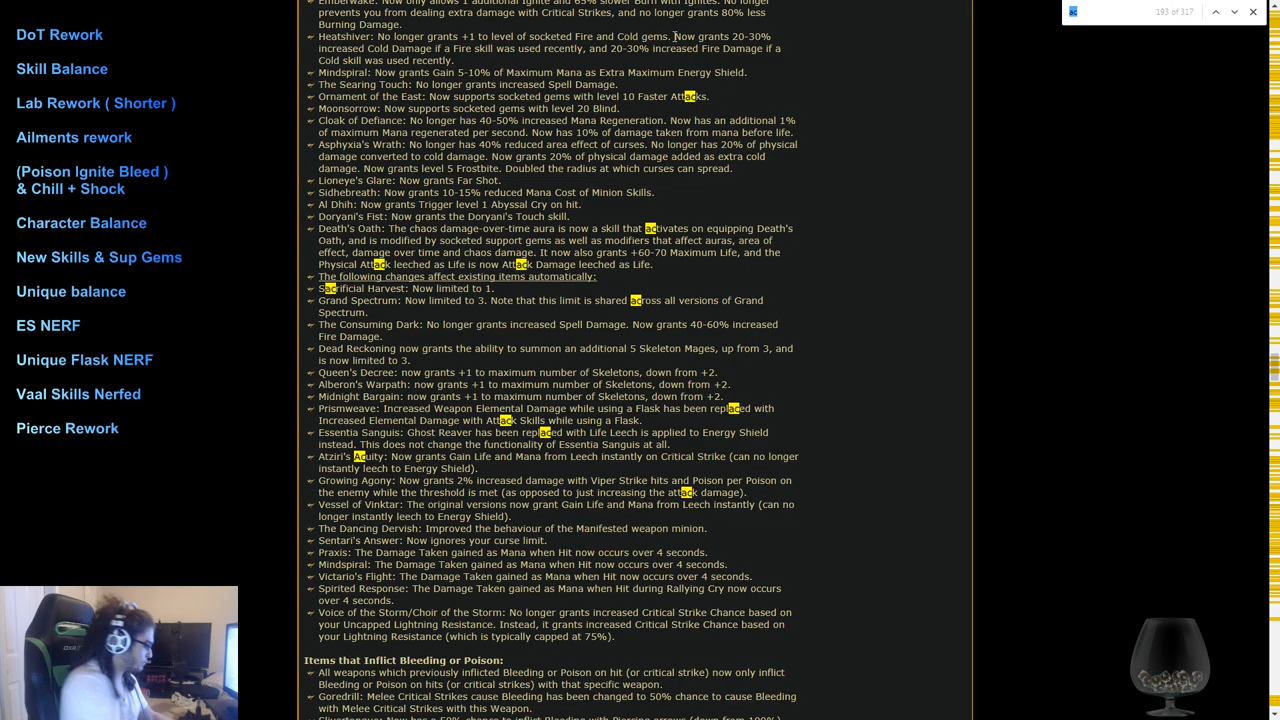 DoT Rework
Skill Balance
Lab Rework ( Shorter )
Ailments rework
(Poison Ignite Bleed )
& Chill + Shock
Character Balance
New Skills & Sup Gems
Unique balance
ES NERF
Unique Flask NERF
Vaal Skills Nerfed
Pierce Rework
Emberwake: Now only allows 1 additional Ignite and 65% slower Burn with Ignites. No longer
prevents you from dealing extra damage with Critical Strikes, and no longer grants 80% less
Burning Damage.
Heatshiver: No longer grants +1 to level of socketed Fire and Cold gems. Now grants 20-30%
increased Cold Damage if a Fire skill was used recently, and 20-30% increased Fire Damage if a
Cold skill was used recently.
Mindspiral: Now grants Gain 5-10% of Maximum Mana as Extra Maximum Energy Shield.
The Searing Touch: No longer grants increased Spell Damage.
Ornament of the East: Now supports socketed gems with level 10 Faster Attacks.
Moonsorrow: Now supports socketed gems with level 20 Blind.
Cloak of Defiance: No longer has 40-50% increased Mana Regeneration. Now has an additional 1%
of maximum Mana regenerated per second. Now has 10% of damage taken from mana before life.
Asphyxia's Wrath: No longer has 40% reduced area effect of curses. No longer has 20% of physical
damage converted to cold damage. Now grants 20% of physical damage added as extra cold
damage. Now grants level 5 Frostbite. Doubled the radius at which curses can spread.
Lioneye's Glare: Now grants Far Shot.
Sidhebreath: Now grants 10-15% reduced Mana Cost of Minion Skills.
Al Dhih: Now grants Trigger level 1 Abyssal Cry on hit.
Doryani's Fist: Now grants the Doryani's Touch skill.
Death's Oath: The chaos damage-over-time aura is now a skill that activates on equipping Death's
Oath, and is modified by socketed support gems as well as modifiers that affect auras, area of
effect, damage over time and chaos damage. It now also grants +60-70 Maximum Life, and the
Physical Attack leeched as Life is now Attack Damage leeched as Life.
The following changes affect existing items automatically:
Sacrificial Harvest: Now limited to 1.
Grand Spectrum: Now limited to 3. Note that this limit is shared across all versions of Grand
Spectrum.
The Consuming Dark: No longer grants increased Spell Damage. Now grants 40-60% increased
Fire Damage.
Dead Reckoning now grants the ability to summon an additional 5 Skeleton Mages, up from 3, and
is now limited to 3.
Queen's Decree: now grants +1 to maximum number of Skeletons, down from +2.
Alberon's Warpath: now grants +1 to maximum number of Skeletons, down from +2.
Midnight Bargain: now grants +1 to maximum number of Skeletons, down from +2.
Prismweave: Increased Weapon Elemental Damage while using a Flask has been replaced with
Increased Elemental Damage with Attack Skills while using a Flask.
Essentia Sanguis: Ghost Reaver has been replaced with Life Leech is applied to Energy Shield
instead. This does not change the functionality of Essentia Sanguis at all.
Atziri's Acuity: Now grants Gain Life and Mana from Leech instantly on Critical Strike (can no longer
instantly leech to Energy Shield).
Growing Agony: Now grants 2% increased damage with Viper Strike hits and Poison per Poison on
the enemy while the threshold is met (as opposed to just increasing the attack damage).
Vessel of Vinktar: The original versions now grant Gain Life and Mana from Leech instantly (can no
longer instantly leech to Energy Shield).
The Dancing Dervish: Improved the behaviour of the Manifested weapon minion.
Sentari's Answer: Now ignores your curse limit.
Praxis: The Damage Taken gained as Mana when Hit now occurs over 4 seconds.
Mindspiral: The Damage Taken gained as Mana when Hit now occurs over 4 seconds.
Victario's Flight: The Damage Taken gained as Mana when Hit now occurs over 4 seconds.
Spirited Response: The Damage Taken gained as Mana when Hit during Rallying Cry now occurs
over 4 seconds.
Voice of the Storm/Choir of the Storm: No longer grants increased Critical Strike Chance based on
your Uncapped Lightning Resistance. Instead, it grants increased Critical Strike Chance based on
your Lightning Resistance (which is typically capped at 75%).
Items that Inflict Bleeding or Poison:
All weapons which previously inflicted Bleeding or Poison on hit (or critical strike) now only inflict
Bleeding or Poison on hits (or critical strikes) with that specific weapon.
Goredrill: Melee Critical Strikes cause Bleeding has been changed to 50% chance to cause Bleeding
with Melee Critical Strikes with this Weapon.
Skirvertongue: Now has a 50% chance to inflict Bleeding with Piercing arrows (down from 100%)
ac
193 of 317